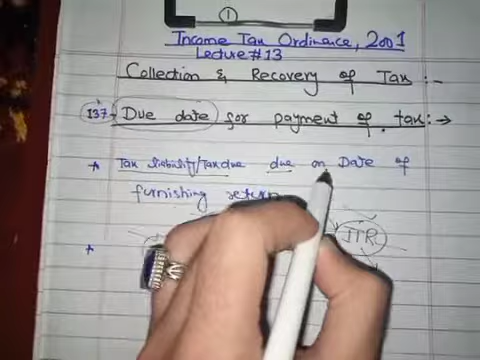 ①
Income Tax Ordinance, 2001
Lecture #13
Collection & Recovery of Tax :-
137- Due date for payment of tax:→
* Tax liability/Tax due due on Date of
furnishing return
ITR
*